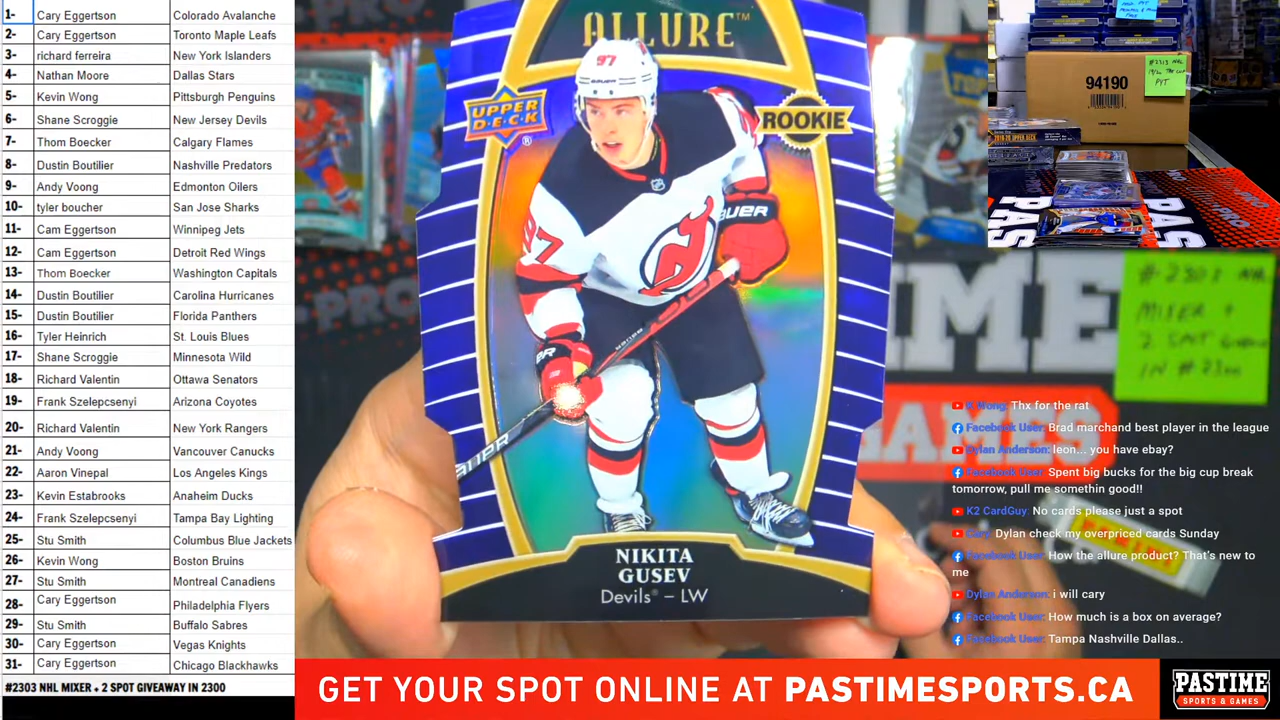 1- Cary Eggertson Colorado Avalanche
2- Cary Eggertson Toronto Maple Leafs
3- richard ferreira New York Islanders
4- Nathan Moore Dallas Stars
5- Kevin Wong Pittsburgh Penguins
6- Shane Scroggie New Jersey Devils
7- Thom Boecker Calgary Flames
8- Dustin Boutilier Nashville Predators
9- Andy Voong Edmonton Oilers
10- tyler boucher San Jose Sharks
11- Cam Eggertson Winnipeg Jets
12- Cam Eggertson Detroit Red Wings
13- Thom Boecker Washington Capitals
14- Dustin Boutilier Carolina Hurricanes
15- Dustin Boutilier Florida Panthers
16- Tyler Heinrich St. Louis Blues
17- Shane Scroggie Minnesota Wild
18- Richard Valentin Ottawa Senators
19- Frank Szelepcsenyi Arizona Coyotes
20- Richard Valentin New York Rangers
21- Andy Voong Vancouver Canucks
22- Aaron Vinepal Los Angeles Kings
23- Kevin Estabrooks Anaheim Ducks
24- Frank Szelepcsenyi Tampa Bay Lighting
25- Stu Smith Columbus Blue Jackets
26- Kevin Wong Boston Bruins
27- Stu Smith Montreal Canadiens
28- Cary Eggertson Philadelphia Flyers
29- Stu Smith Buffalo Sabres
30- Cary Eggertson Vegas Knights
31- Cary Eggertson Chicago Blackhawks
#2303 NHL MIXER + 2 SPOT GIVEAWAY IN 2300
ALLURE™
97
UPPER DECK®
ROOKIE
BAUER
97
NIKITA
GUSEV
Devils® – LW
94190
#2303 NHL
MIXER +
2 SPOT
IN #2300
GAMES
Wong: Thx for the rat
Facebook User: Brad marchand best player in the league
Dylan Anderson: leon... you have ebay?
Facebook User: Spent big bucks for the big cup break
tomorrow, pull me somethin good!!
K2 CardGuy: No cards please just a spot
Cary: Dylan check my overpriced cards Sunday
Facebook User: How the allure product? That's new to
me
Dylan Anderson: i will cary
Facebook User: How much is a box on average?
Facebook User: Tampa Nashville Dallas..
GET YOUR SPOT ONLINE AT PASTIMESPORTS.CA
PASTIME
SPORTS & GAMES